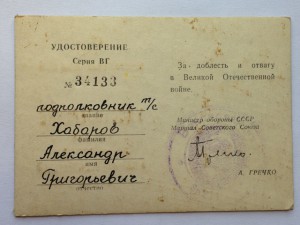 УДОСТОВЕРЕНИЕ
Серия ВГ
№ 34133
подполковник т/с
звание
Хаборов
фамилия
Александр
имя
Григорьевич
отчество
За доблесть и отвагу
в Великой Отечественной
войне.
Министр обороны СССР
Маршал Советского Союза
А. ГРЕЧКО